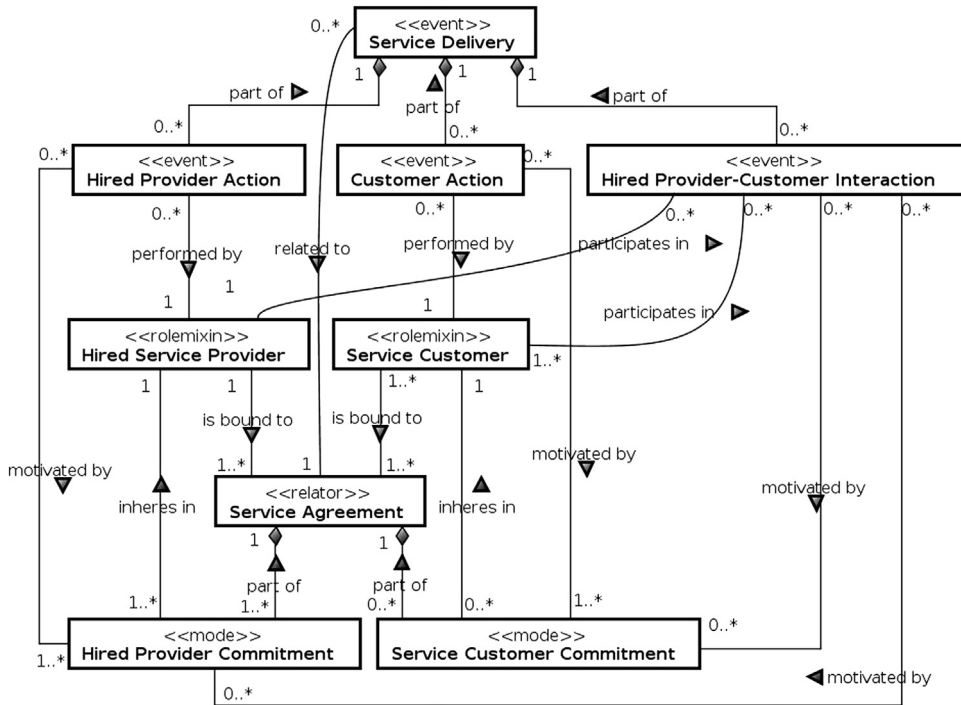 <<event>>
0..*
Service Delivery
1
1
1
part of
part of
part of
0..*
0..*
0..*
0..*
<<event>>
Hired Provider Action
<<event>>
Customer Action
0..*
<<event>>
Hired Provider-Customer Interaction
0..*
0..*
0..*
0..*
0..*
0..*
performed by
related to
performed by
participates in
1
1
1
participates in
<<rolemixin>>
Hired Service Provider
<<rolemixin>>
Service Customer
1..*
1
1
1..*
1
is bound to
is bound to
motivated by
1..*
1
1..*
motivated by
motivated by
inheres in
<<relator>>
Service Agreement
inheres in
1
1
part of
part of
1..*
1..*
0..*
0..*
1..*
<<mode>>
Hired Provider Commitment
<<mode>>
Service Customer Commitment
0..*
1..*
motivated by
0..*